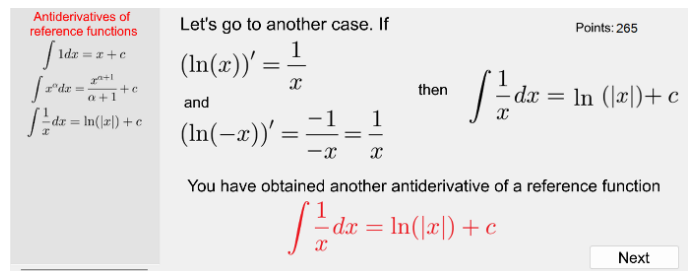 Antiderivatives of
reference functions
∫ 1dx = x + c
∫ x^α dx = x^(α+1) / (α+1) + c
∫ 1/x dx = ln(|x|) + c
Let's go to another case. If
Points: 265
(ln(x))′ = 1/x
and
(ln(−x))′ = −1/−x = 1/x
then
∫ 1/x dx = ln (|x|)+ c
You have obtained another antiderivative of a reference function
∫ 1/x dx = ln(|x|) + c
Next